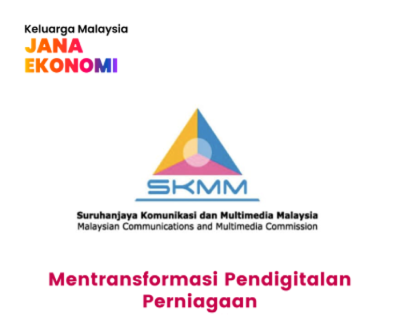 Keluarga Malaysia
JANA
EKONOMI
SKMM
Suruhanjaya Komunikasi dan Multimedia Malaysia
Malaysian Communications and Multimedia Commission
Mentransformasi Pendigitalan
Perniagaan